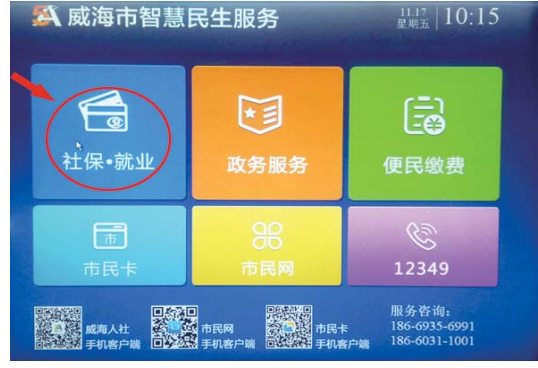 威海市智慧民生服务
11.17
星期五
10:15
社保•就业
政务服务
便民缴费
市
市民卡
市民网
12349
威海人社
手机客户端
市民网
手机客户端
市民卡
手机客户端
服务咨询:
186-6935-6991
186-6031-1001